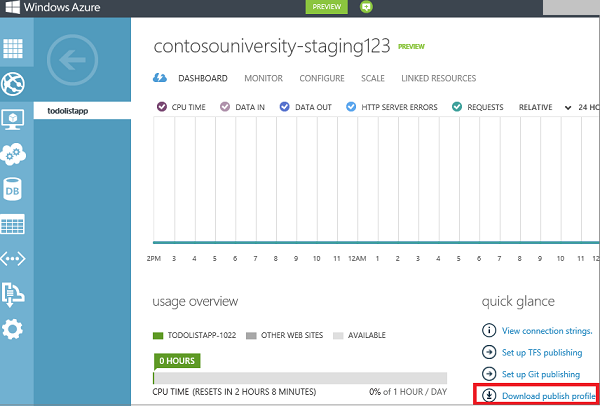 Windows Azure
PREVIEW
contosouniversity-staging123 PREVIEW
DASHBOARD MONITOR CONFIGURE SCALE LINKED RESOURCES
todolistapp
CPU TIME DATA IN DATA OUT HTTP SERVER ERRORS REQUESTS RELATIVE 24 HO
2PM 3 4 5 6 7 8 9 10 11 12AM 1 2 3 4 5 6 7 8 9 10 11 12
usage overview
quick glance
TODOLISTAPP-1022 OTHER WEB SITES AVAILABLE
View connection strings.
0 HOURS
Set up TFS publishing
Set up Git publishing
CPU TIME (RESETS IN 2 HOURS 8 MINUTES) 0% of 1 HOUR / DAY
Download publish profile
DB